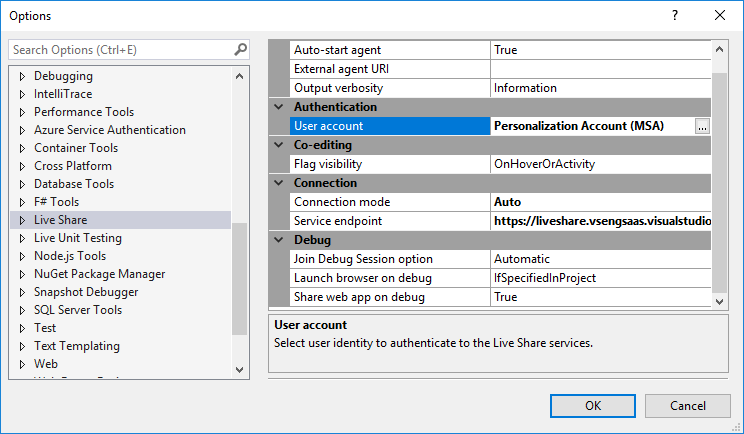 Options
Search Options (Ctrl+E)
Debugging
IntelliTrace
Performance Tools
Azure Service Authentication
Container Tools
Cross Platform
Database Tools
F# Tools
Live Share
Live Unit Testing
Node.js Tools
NuGet Package Manager
Snapshot Debugger
SQL Server Tools
Test
Text Templating
Web
Auto-start agent True
External agent URI
Output verbosity Information
Authentication
User account Personalization Account (MSA) ...
Co-editing
Flag visibility OnHoverOrActivity
Connection
Connection mode Auto
Service endpoint https://liveshare.vsengsaas.visualstudio
Debug
Join Debug Session option Automatic
Launch browser on debug IfSpecifiedInProject
Share web app on debug True
User account
Select user identity to authenticate to the Live Share services.
OK Cancel